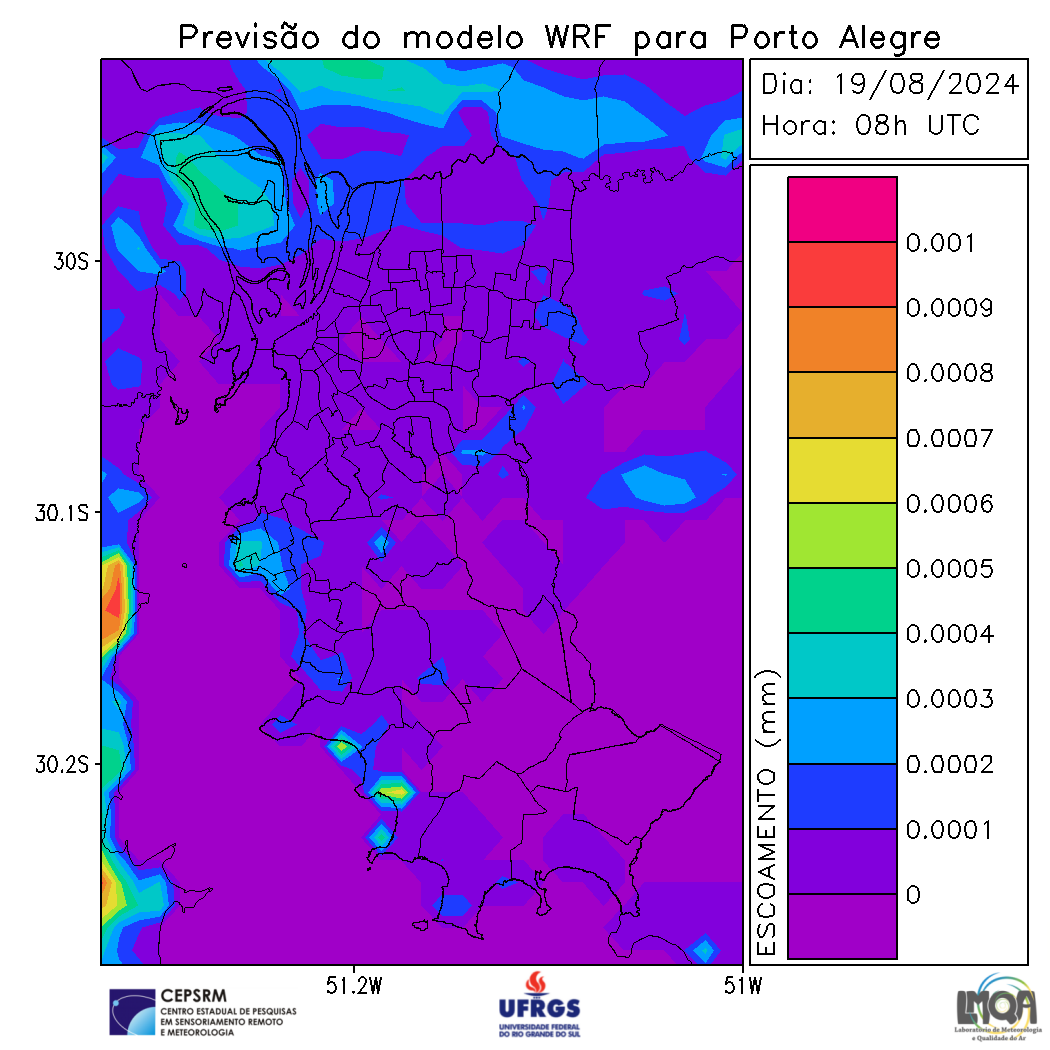 Previsão do modelo WRF para Porto Alegre
Dia: 19/08/2024
Hora: 08h UTC
30S
30.1S
30.2S
51.2W
51W
0.001
0.0009
0.0008
0.0007
0.0006
0.0005
0.0004
0.0003
0.0002
0.0001
0
ESCOAMENTO (mm)
CEPSRM
CENTRO ESTADUAL DE PESQUISAS
EM SENSORIAMENTO REMOTO
E METEOROLOGIA
UFRGS
UNIVERSIDADE FEDERAL
DO RIO GRANDE DO SUL
LMQA
Laboratório de Meteorologia
e Qualidade do Ar